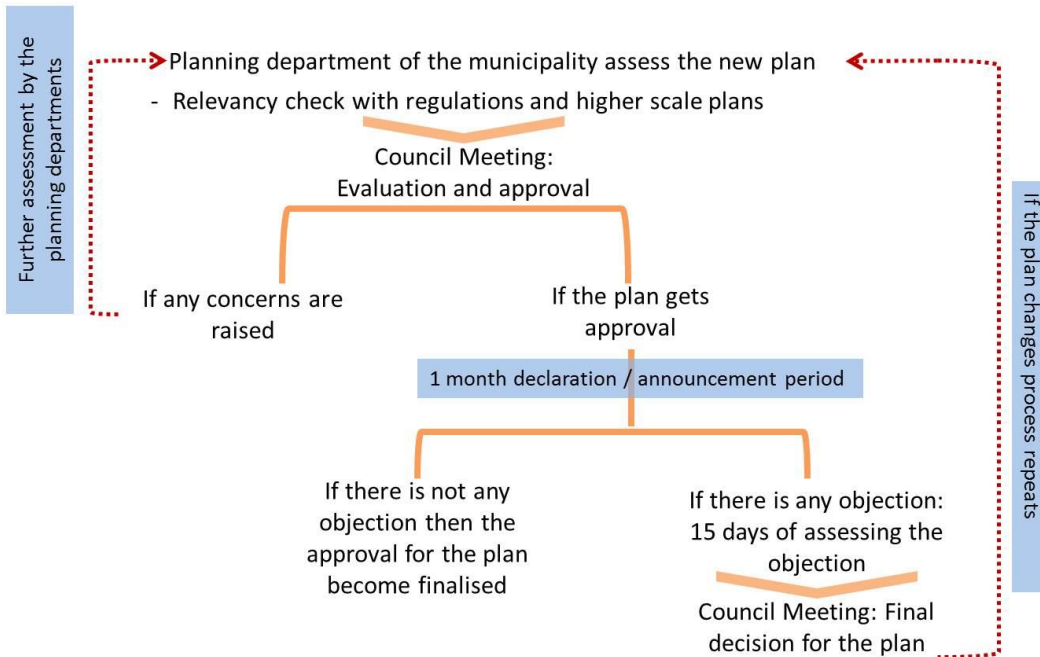 Further assessment by the
planning departments
Planning department of the municipality assess the new plan
- Relevancy check with regulations and higher scale plans
Council Meeting:
Evaluation and approval
If any concerns are
raised
If the plan gets
approval
1 month declaration / announcement period
If there is not any
objection then the
approval for the plan
become finalised
If there is any objection:
15 days of assessing the
objection
Council Meeting: Final
decision for the plan
If the plan changes process repeats